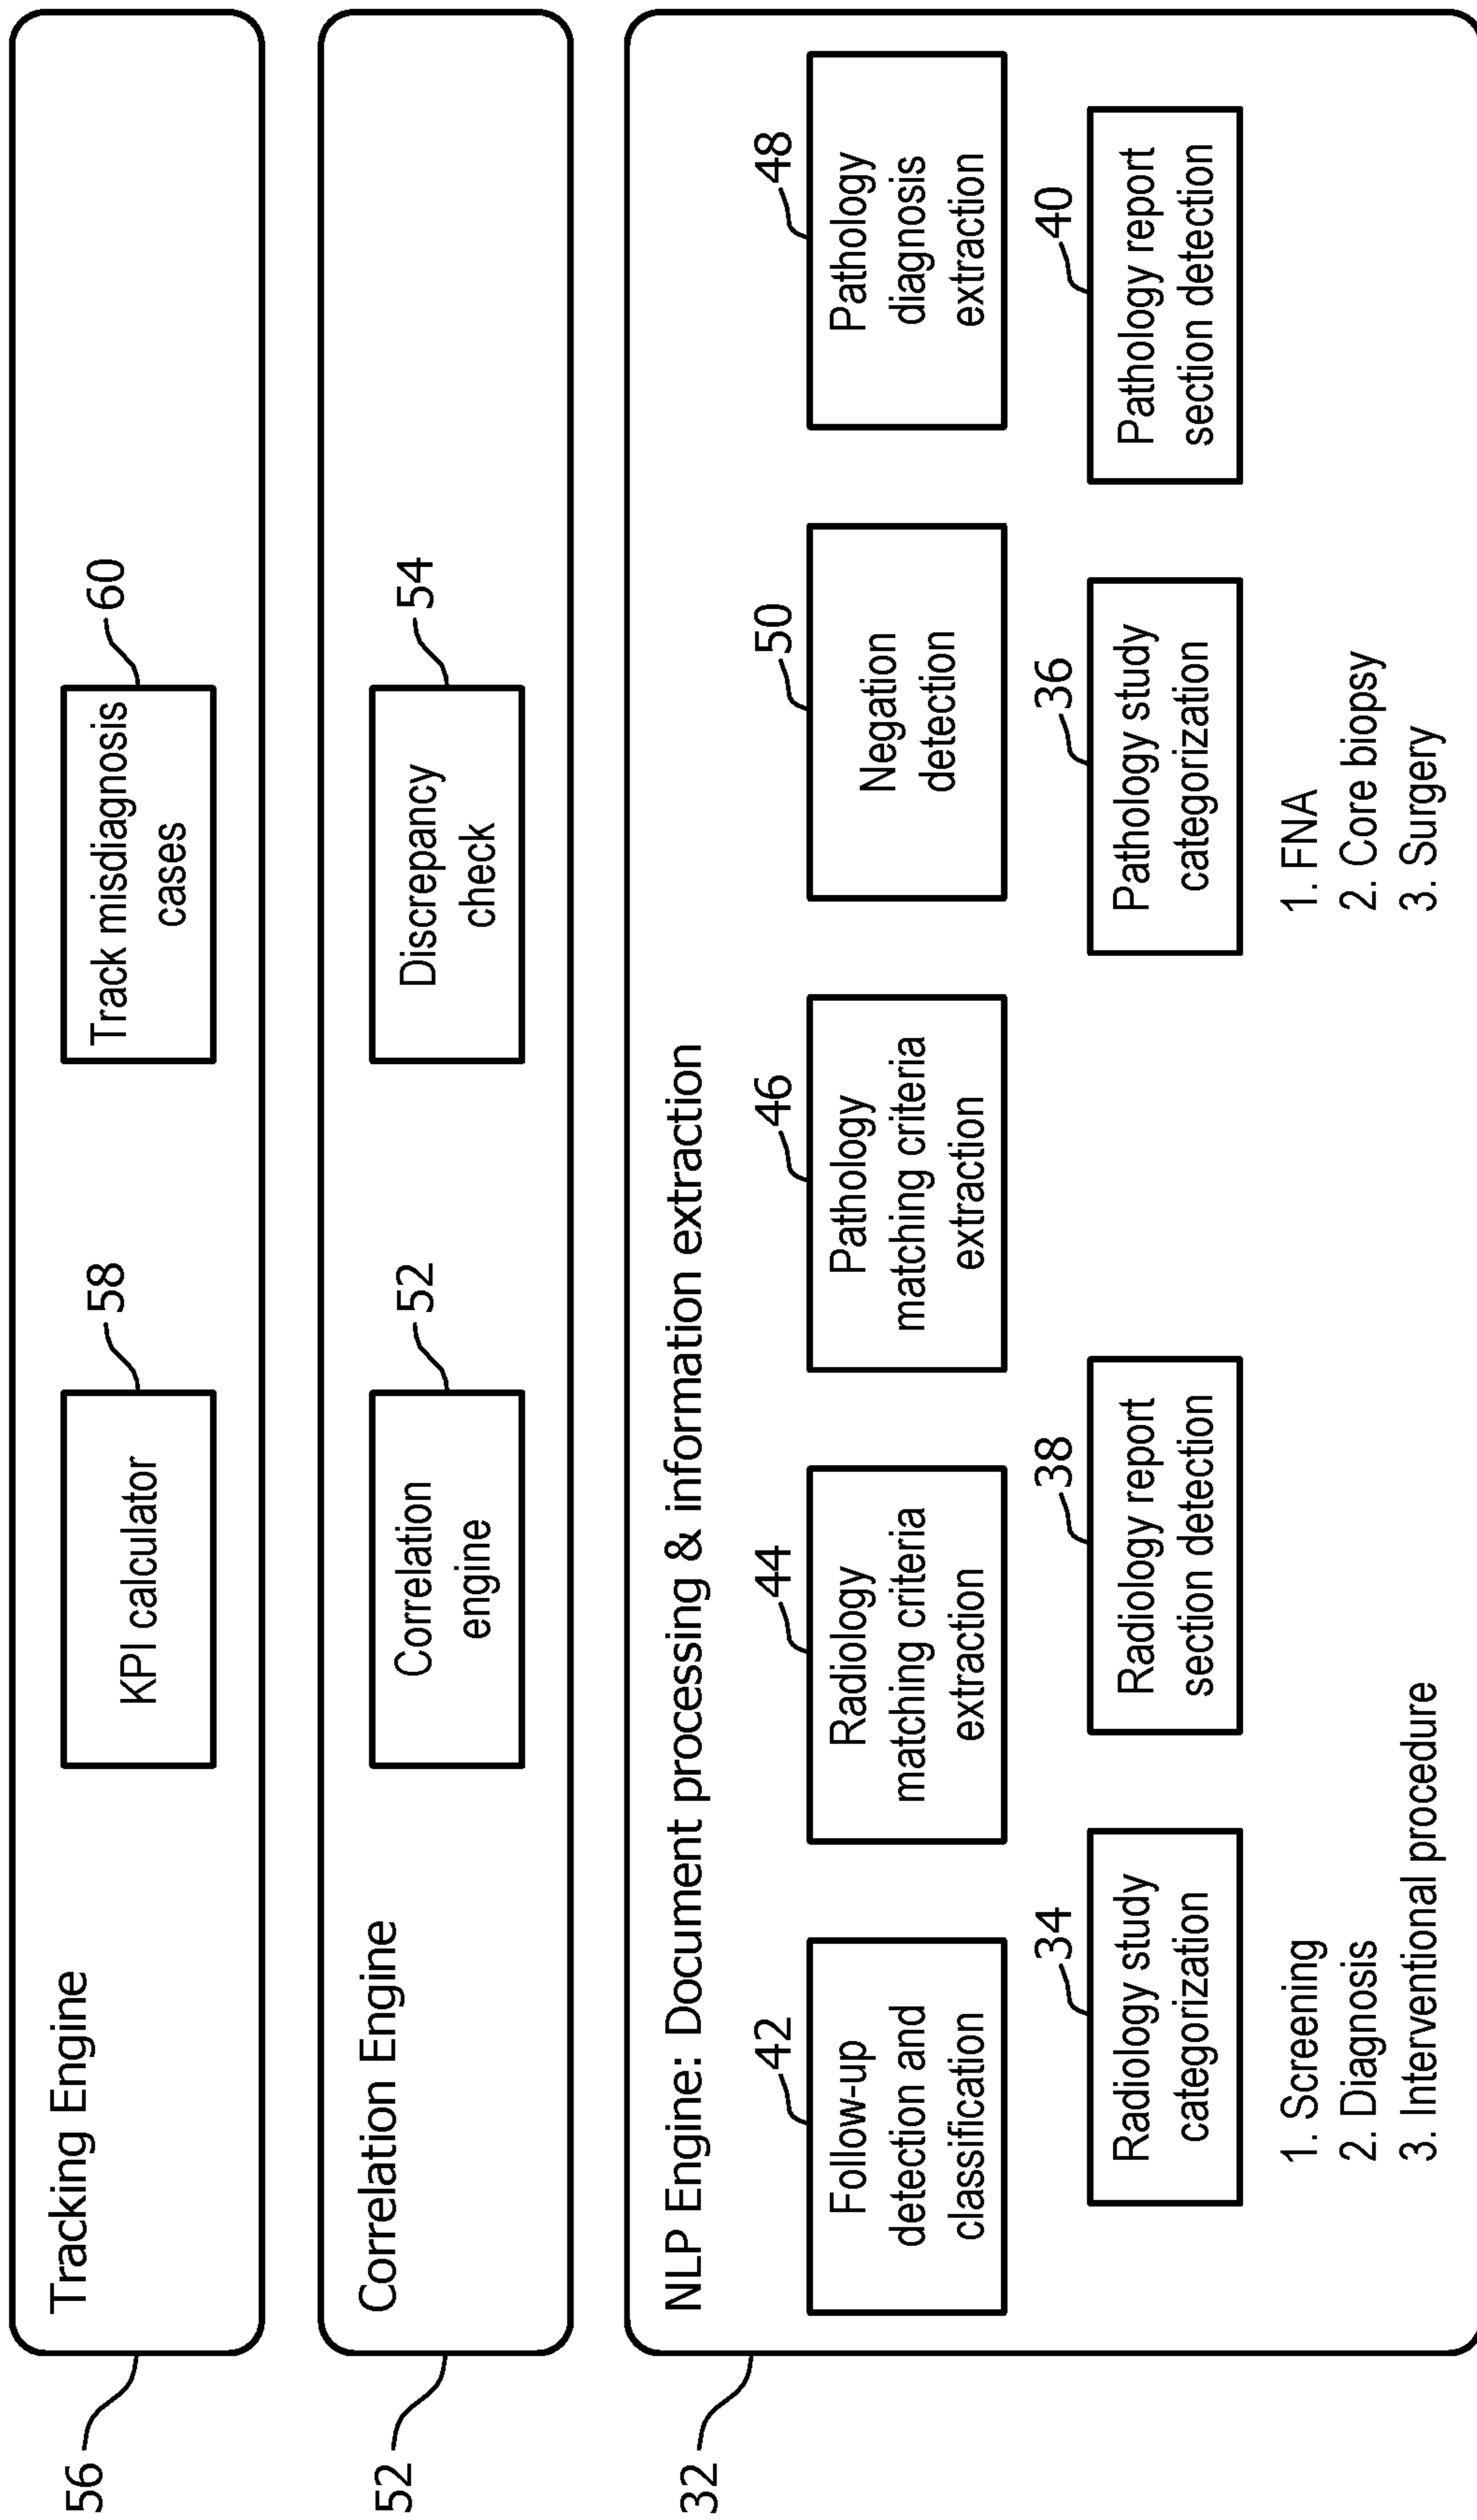 56
Tracking Engine
58
KPI calculator
60
Track misdiagnosis
cases
52
Correlation Engine
52
Correlation
engine
54
Discrepancy
check
32
NLP Engine: Document processing & information extraction
42
Follow-up
detection and
classification
44
Radiology
matching criteria
extraction
46
Pathology
matching criteria
extraction
50
Negation
detection
48
Pathology
diagnosis
extraction
34
Radiology study
categorization
1. Screening
2. Diagnosis
3. Interventional procedure
38
Radiology report
section detection
36
Pathology study
categorization
1. FNA
2. Core biopsy
3. Surgery
40
Pathology report
section detection